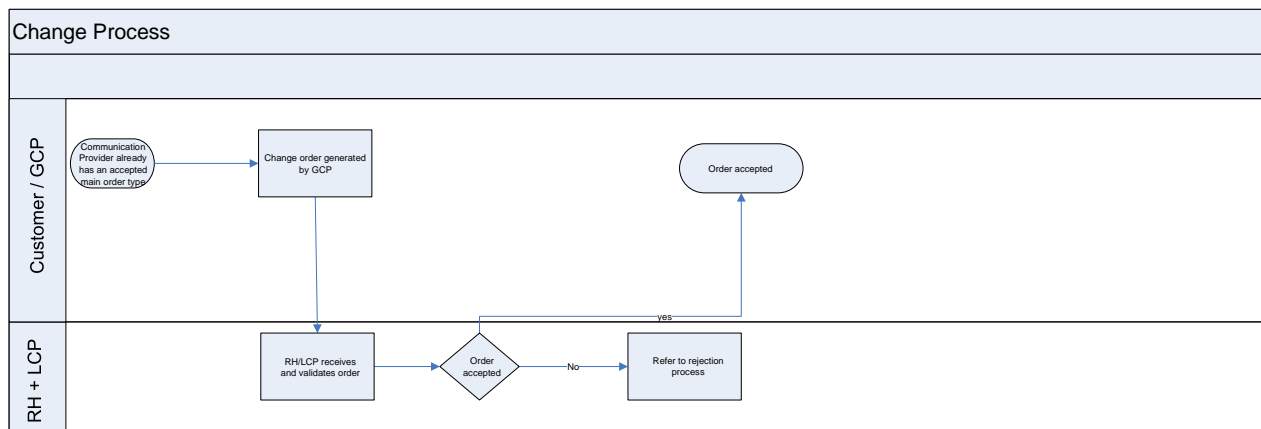 Change Process
Customer / GCP
Communication
Provider already
has an accepted
main order type
Change order generated
by GCP
Order accepted
yes
RH + LCP
RH/LCP receives
and validates order
Order
accepted
No
Refer to rejection
process